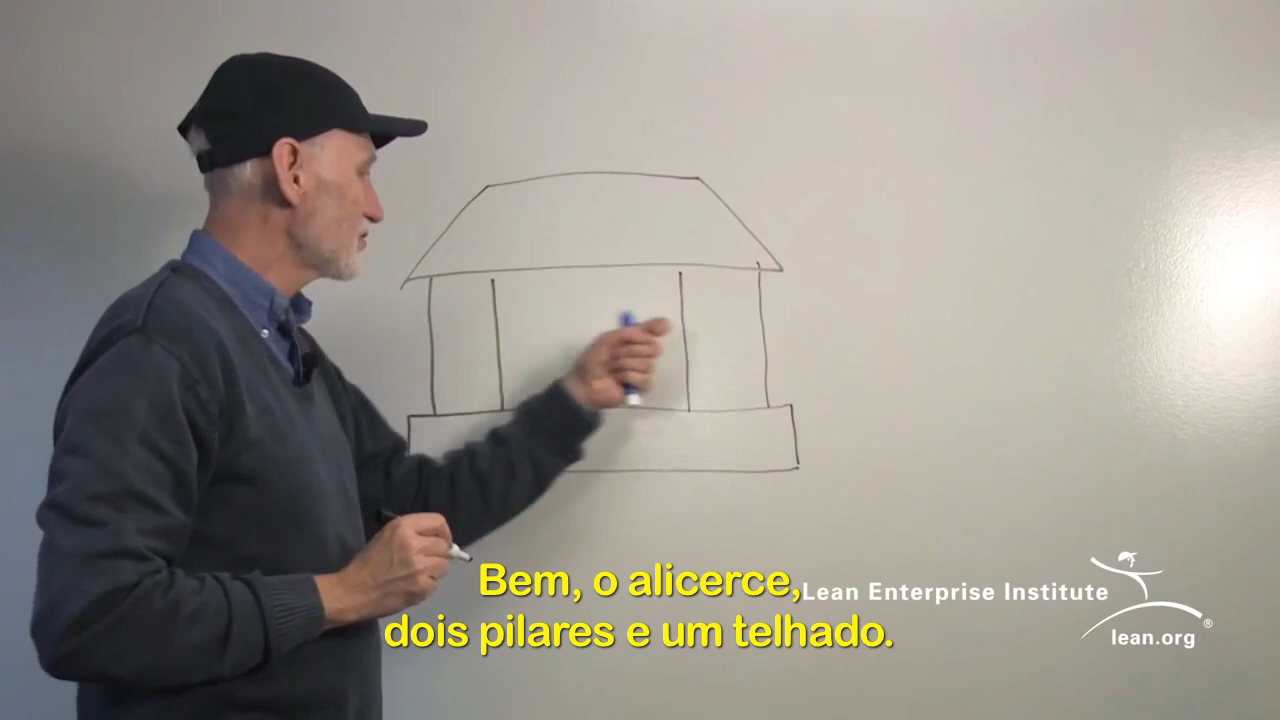 Bem, o alicerce,
dois pilares e um telhado.
Lean Enterprise Institute
lean.org®